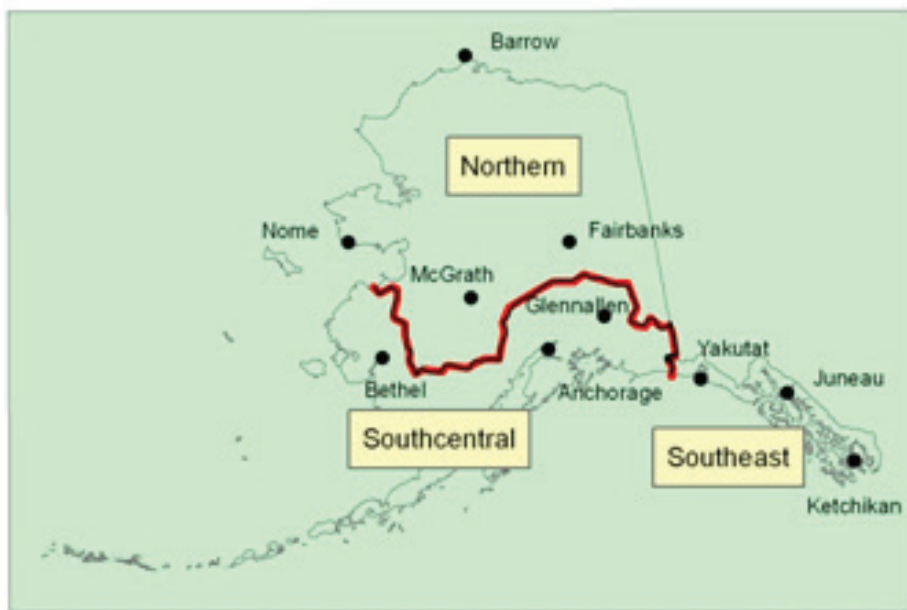 Barrow
Northern
Nome
Fairbanks
McGrath
Glennallen
Yakutat
Bethel
Anchorage
Juneau
Southcentral
Southeast
Ketchikan